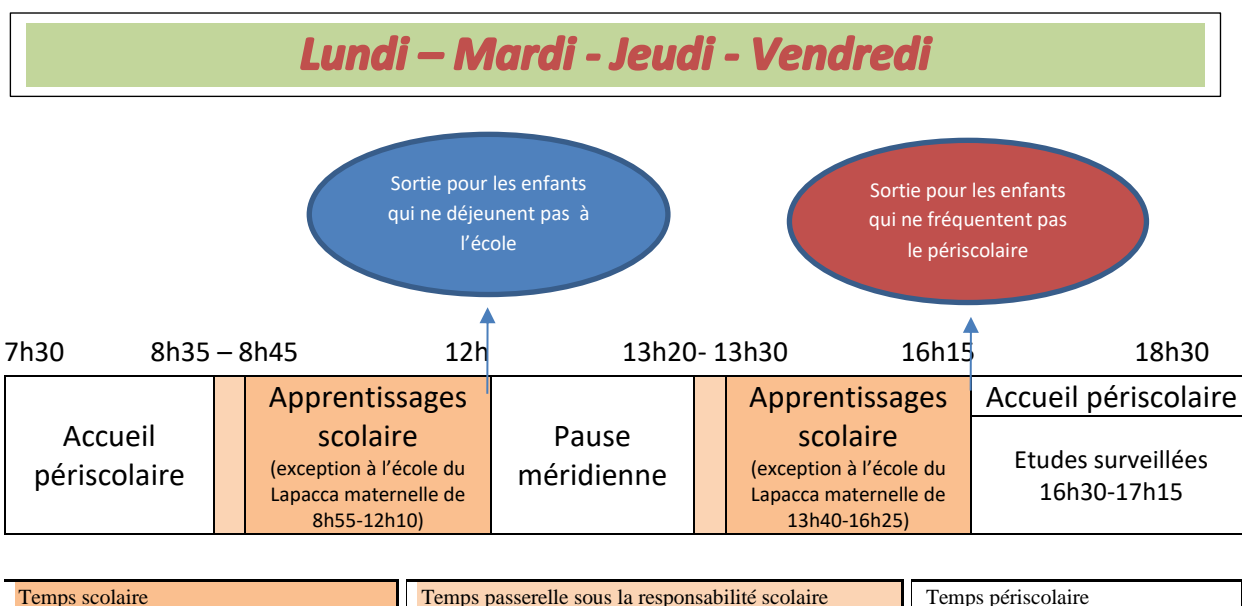 Lundi – Mardi - Jeudi - Vendredi
Sortie pour les enfants
qui ne déjeunent pas à
l’école
Sortie pour les enfants
qui ne fréquentent pas
le périscolaire
7h30 8h35 – 8h45 12h 13h20- 13h30 16h15 18h30
Accueil
périscolaire
Apprentissages
scolaire
(exception à l’école du
Lapacca maternelle de
8h55-12h10)
Pause
méridienne
Apprentissages
scolaire
(exception à l’école du
Lapacca maternelle de
13h40-16h25)
Accueil périscolaire
Etudes surveillées
16h30-17h15
Temps scolaire
Temps passerelle sous la responsabilité scolaire
Temps périscolaire